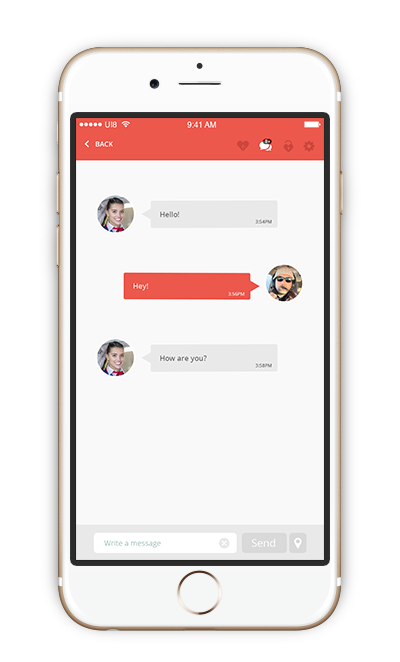 UI8 9:41 AM
BACK
Hello!
3:54PM
Hey!
3:56PM
How are you?
3:58PM
Write a message Send